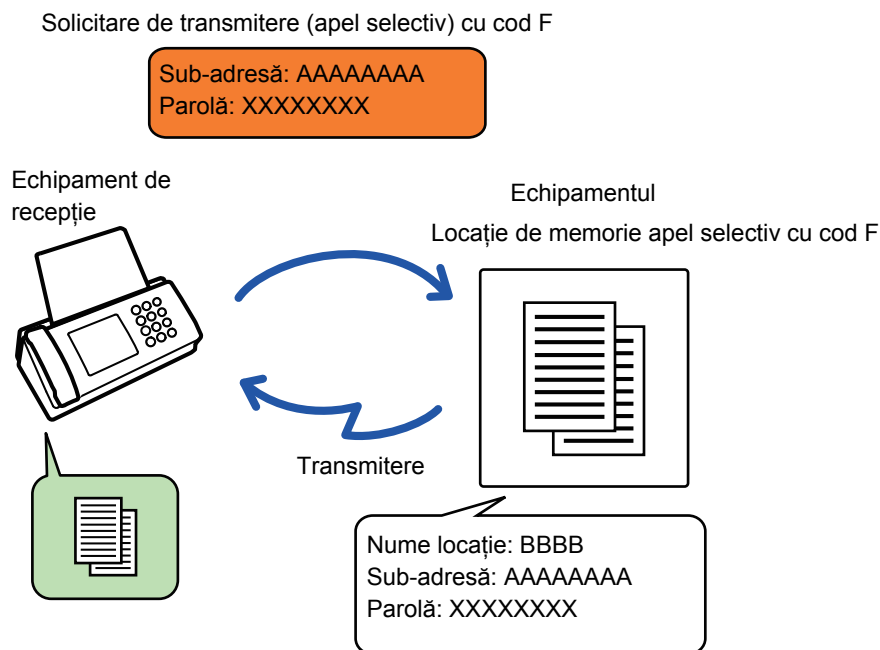 Solicitare de transmitere (apel selectiv) cu cod F
Sub-adresă: AAAAAAAA
Parolă: XXXXXXXX
Echipament de
recepție
Echipamentul
Locație de memorie apel selectiv cu cod F
Transmitere
Nume locație: BBBB
Sub-adresă: AAAAAAAA
Parolă: XXXXXXXX